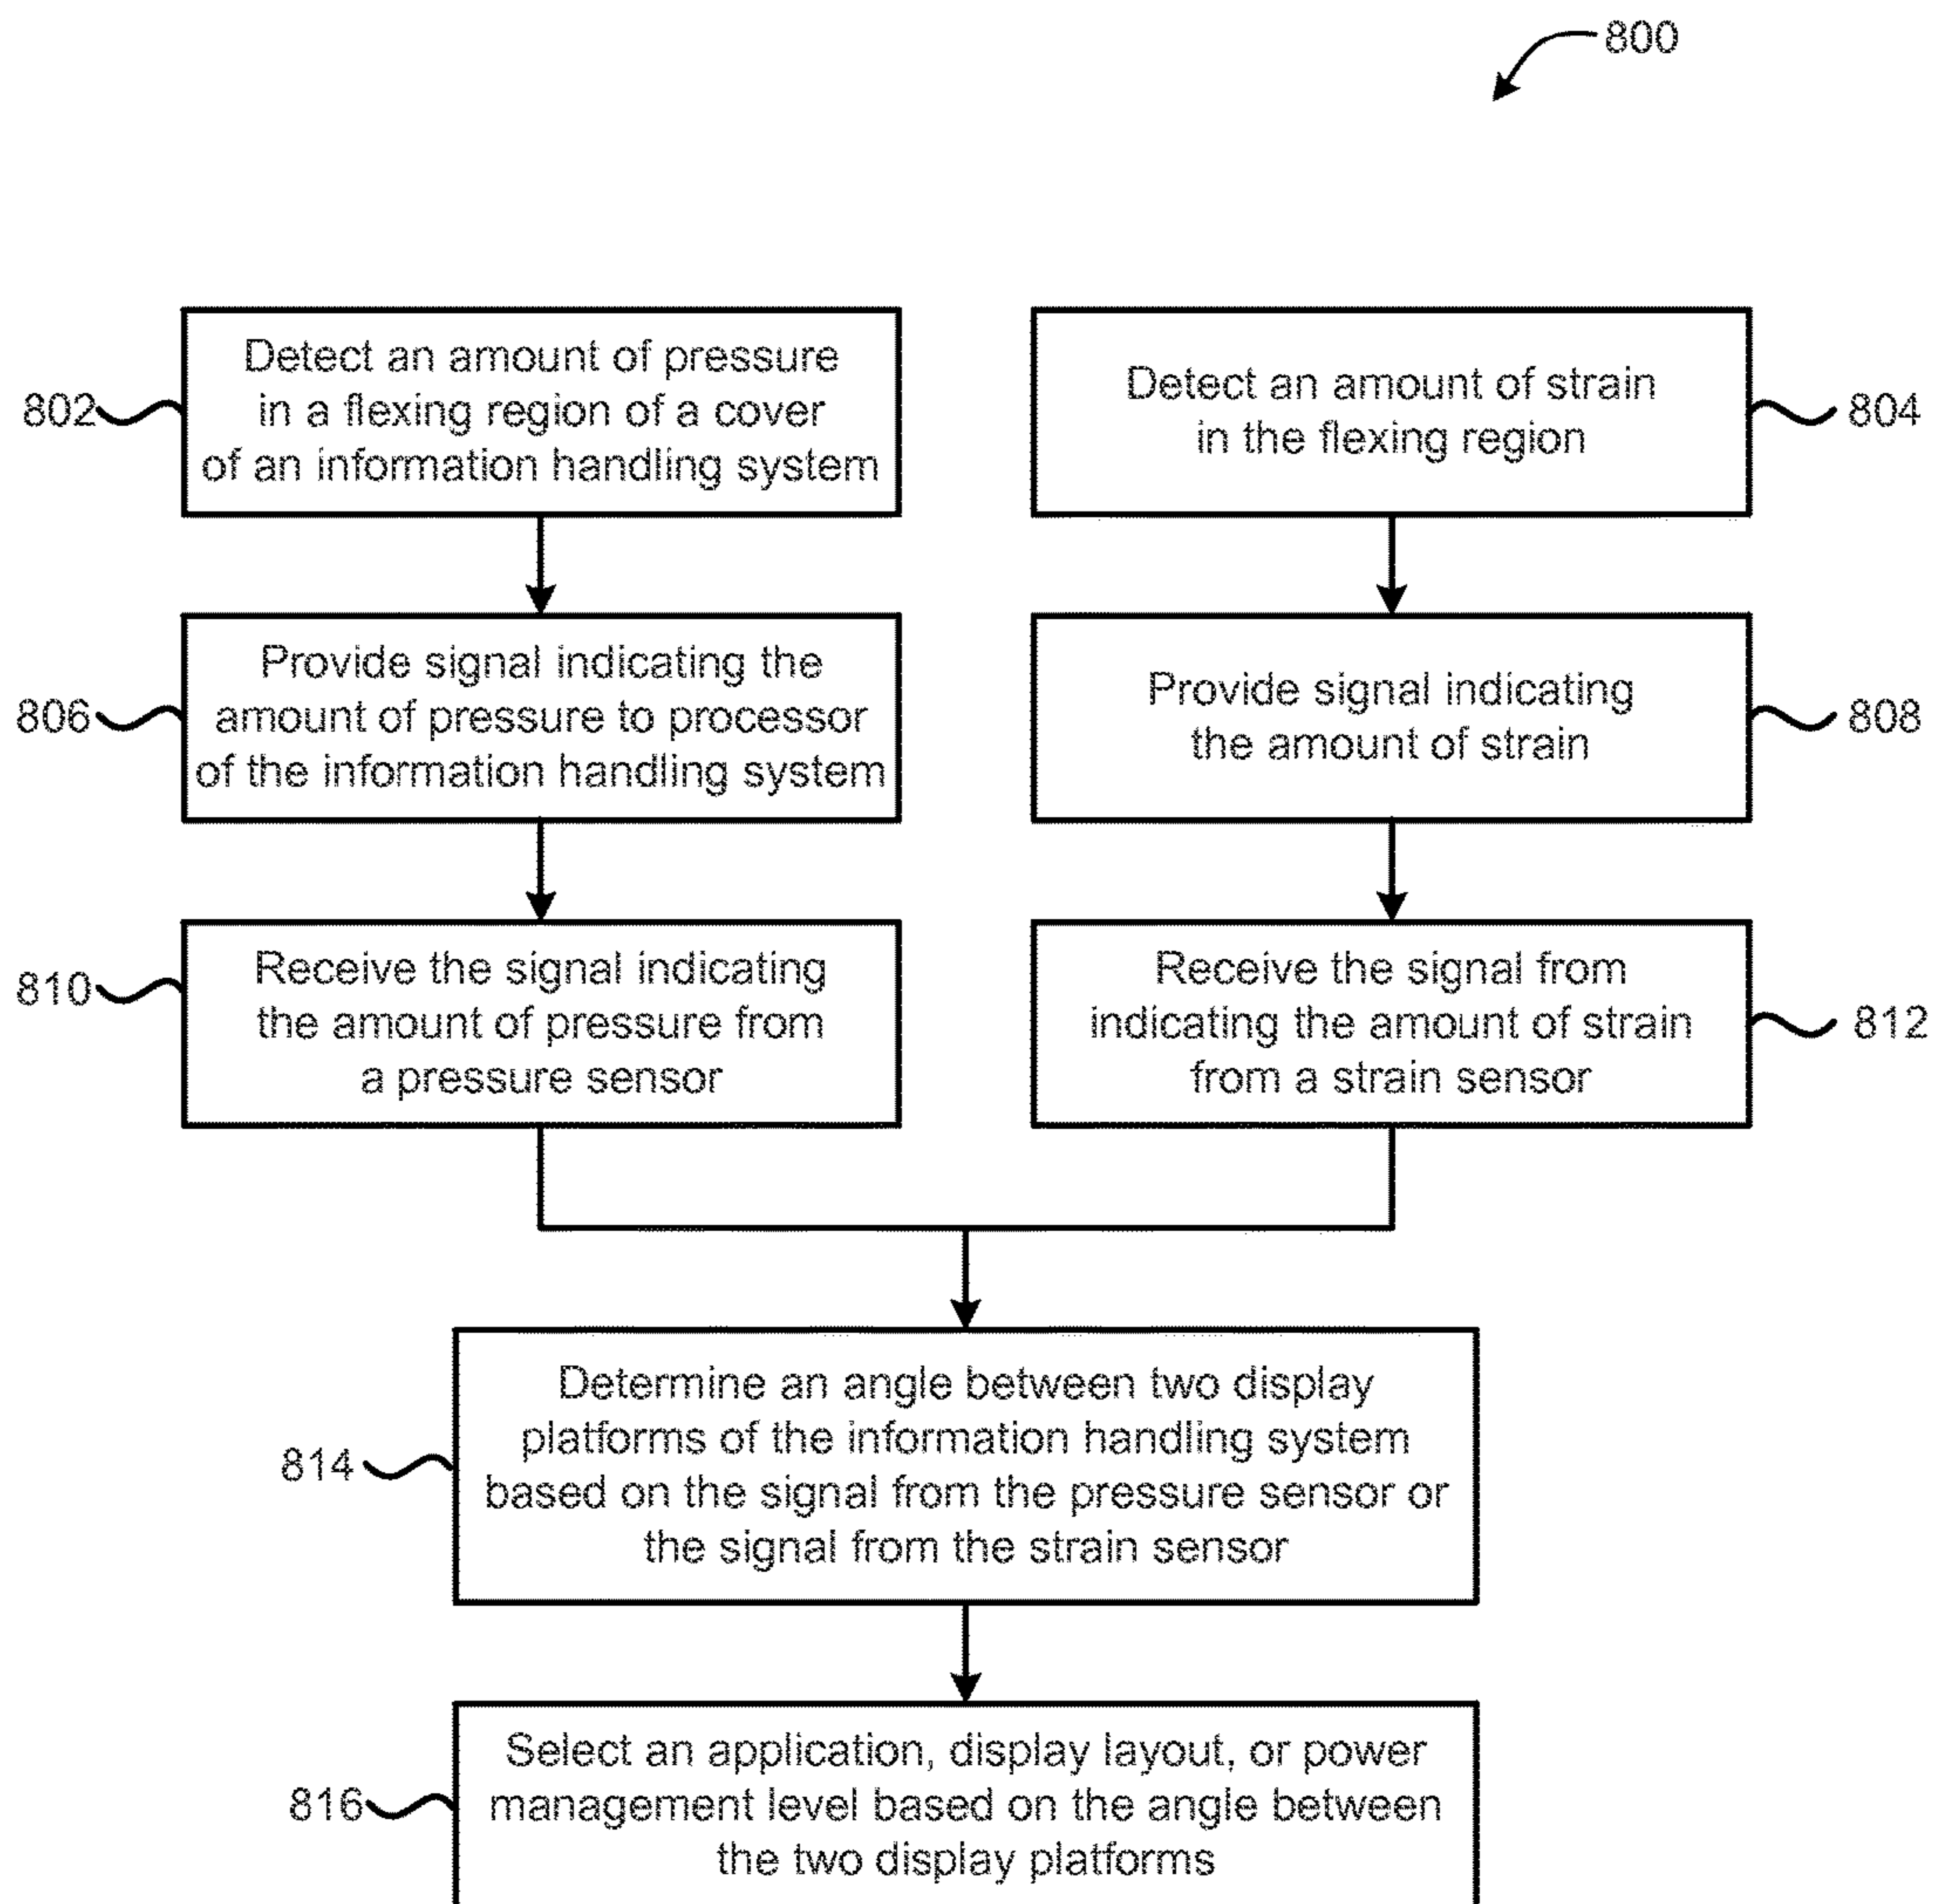 800
Detect an amount of pressure
in a flexing region of a cover
of an information handling system
802
Detect an amount of strain
in the flexing region
804
Provide signal indicating the
amount of pressure to processor
of the information handling system
806
Provide signal indicating
the amount of strain
808
Receive the signal indicating
the amount of pressure from
a pressure sensor
810
Receive the signal from
indicating the amount of strain
from a strain sensor
812
Determine an angle between two display
platforms of the information handling system
based on the signal from the pressure sensor or
the signal from the strain sensor
814
Select an application, display layout, or power
management level based on the angle between
the two display platforms
816